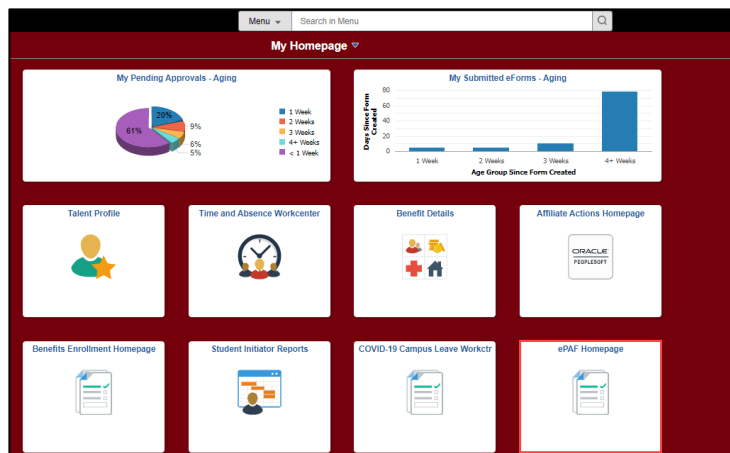 Menu
Search in Menu
My Homepage
My Pending Approvals - Aging
20%
9%
6%
5%
61%
1 Week
2 Weeks
3 Weeks
4+ Weeks
< 1 Week
My Submitted eForms - Aging
Days Since Form
Created
80
60
40
20
0
1 Week
2 Weeks
3 Weeks
4+ Weeks
Age Group Since Form Created
Talent Profile
Time and Absence Workcenter
Benefit Details
Affiliate Actions Homepage
ORACLE
PEOPLESOFT
Benefits Enrollment Homepage
Student Initiator Reports
COVID-19 Campus Leave Workctr
ePAF Homepage